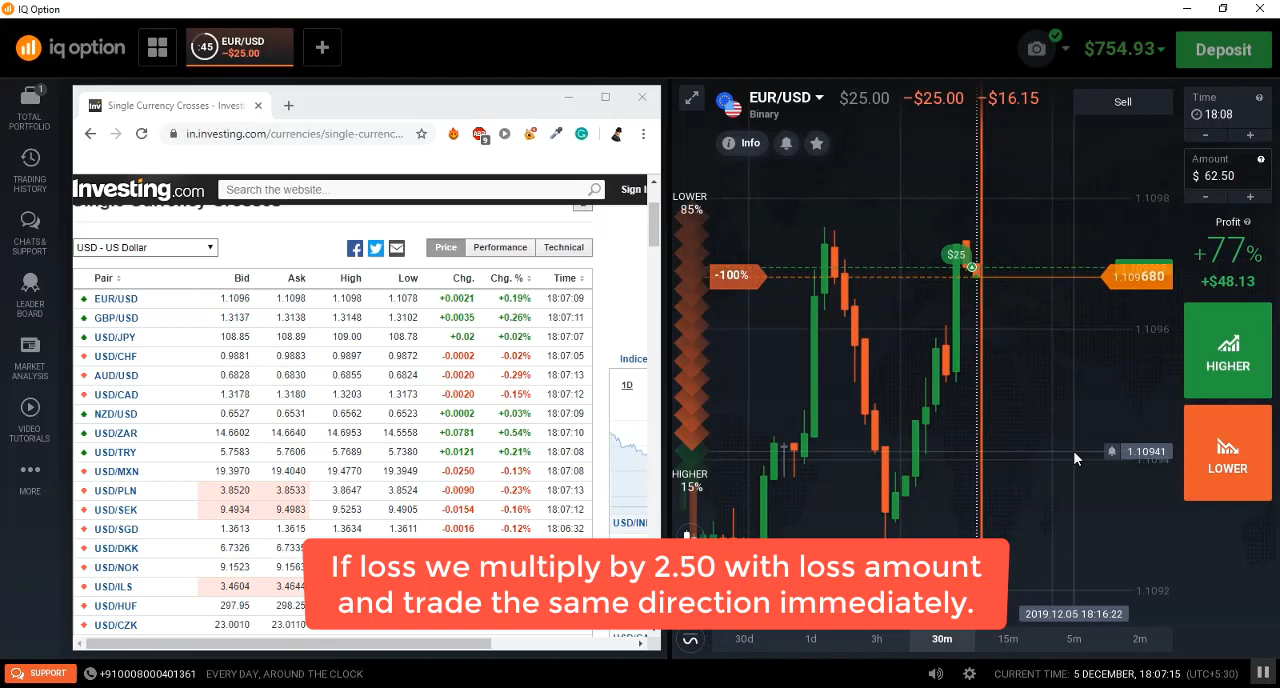 IQ Option
iq option
:45
EUR/USD
−$25.00
$754.93
Deposit
1
TOTAL
PORTFOLIO
TRADING
HISTORY
CHATS &
SUPPORT
LEADER
BOARD
MARKET
ANALYSIS
VIDEO
TUTORIALS
MORE
Inv
Single Currency Crosses - Investi
in.investing.com/currencies/single-currenc...
9
Investing.com
Search the website...
Sign I
Single Currency Crosses
USD - US Dollar
Price
Performance
Technical
Pair Bid Ask High Low Chg. Chg. % Time
EUR/USD 1.1096 1.1098 1.1098 1.1078 +0.0021 +0.19% 18:07:09
GBP/USD 1.3137 1.3138 1.3148 1.3102 +0.0035 +0.26% 18:07:11
USD/JPY 108.85 108.89 109.00 108.78 +0.02 +0.02% 18:07:07
USD/CHF 0.9881 0.9883 0.9897 0.9872 -0.0002 -0.02% 18:07:05
AUD/USD 0.6828 0.6830 0.6855 0.6824 -0.0020 -0.29% 18:07:13
USD/CAD 1.3178 1.3180 1.3203 1.3173 -0.0020 -0.15% 18:07:12
NZD/USD 0.6527 0.6531 0.6562 0.6523 +0.0002 +0.03% 18:07:09
USD/ZAR 14.6602 14.6640 14.6953 14.5558 +0.0781 +0.54% 18:07:10
USD/TRY 5.7583 5.7606 5.7689 5.7380 +0.0121 +0.21% 18:07:08
USD/MXN 19.3970 19.4040 19.4770 19.3949 -0.0250 -0.13% 18:07:08
USD/PLN 3.8520 3.8533 3.8647 3.8524 -0.0090 -0.23% 18:07:13
USD/SEK 9.4934 9.4983 9.5253 9.4905 -0.0154 -0.16% 18:07:12
USD/SGD 1.3613 1.3615 1.3634 1.3611 -0.0016 -0.12% 18:06:32
USD/DKK 6.7326
USD/NOK 9.1523
USD/ILS 3.4604
USD/HUF 297.95
USD/CZK 23.0010
Indice
1D
USD/INI
EUR/USD $25.00 −$25.00 −$16.15
Binary
Info
Sell
LOWER
85%
HIGHER
15%
-100%
$25
680
1.1098
1.1096
1.10941
1.1092
2019.12.05 18:16:22
30d 1d 3h 30m 15m 5m 2m
Time
18:08
Amount
$ 62.50
Profit
+77%
+$48.13
HIGHER
LOWER
If loss we multiply by 2.50 with loss amount
and trade the same direction immediately.
SUPPORT
+910008000401361
EVERY DAY, AROUND THE CLOCK
CURRENT TIME: 5 DECEMBER, 18:07:15 (UTC+5:30)